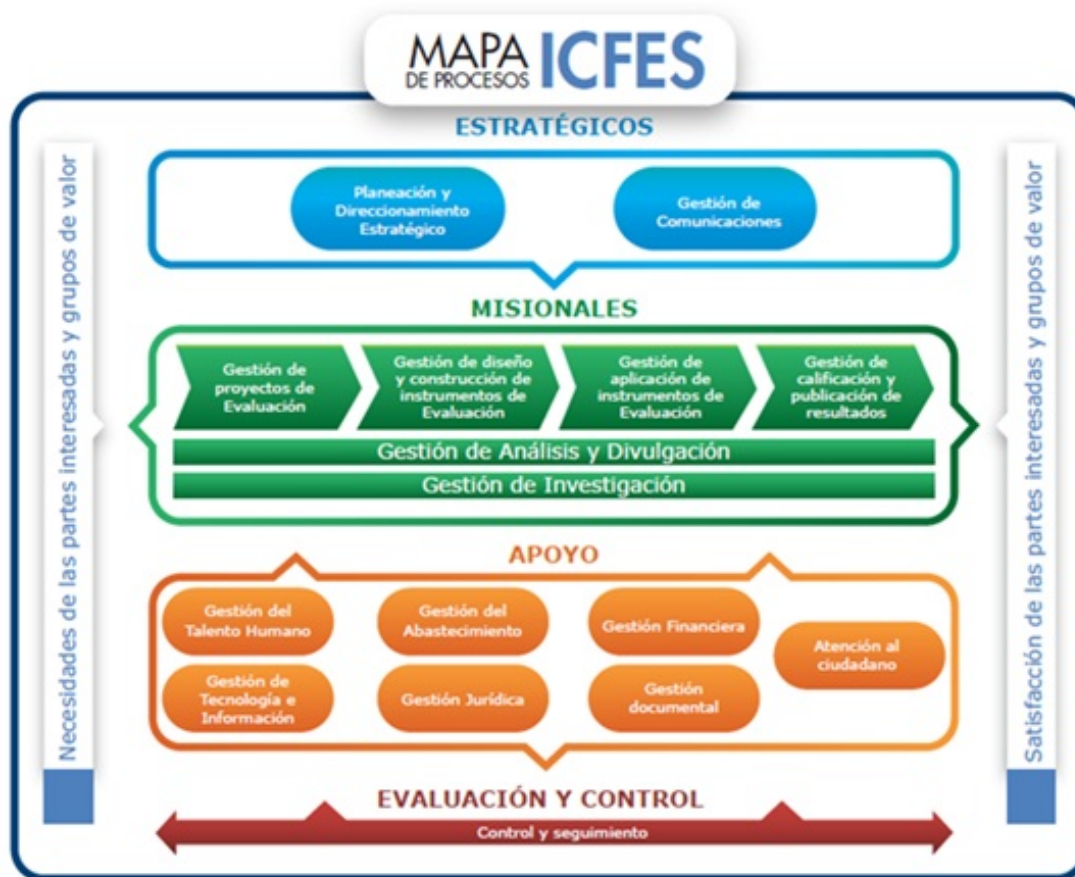 MAPA
DE PROCESOS ICFES
ESTRATÉGICOS
Planeación y
Direccionamiento
Estratégico
Gestión de
Comunicaciones
MISIONALES
Gestión de
proyectos de
Evaluación
Gestión de diseño
y construcción de
instrumentos de
Evaluación
Gestión de
aplicación de
instrumentos de
Evaluación
Gestión de
calificación y
publicación de
resultados
Gestión de Análisis y Divulgación
Gestión de Investigación
APOYO
Gestión del
Talento Humano
Gestión del
Abastecimiento
Gestión Financiera
Atención al
ciudadano
Gestión de
Tecnología e
Información
Gestión Jurídica
Gestión
documental
EVALUACIÓN Y CONTROL
Control y seguimiento
Necesidades de las partes interesadas y grupos de valor
Satisfacción de las partes interesadas y grupos de valor